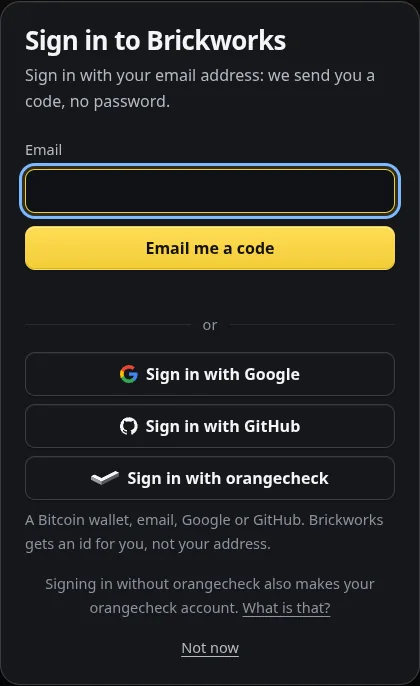 Sign in to Brickworks
Sign in with your email address: we send you a
code, no password.
Email
Email me a code
or
Sign in with Google
Sign in with GitHub
Sign in with orangecheck
A Bitcoin wallet, email, Google or GitHub. Brickworks
gets an id for you, not your address.
Signing in without orangecheck also makes your
orangecheck account. What is that?
Not now